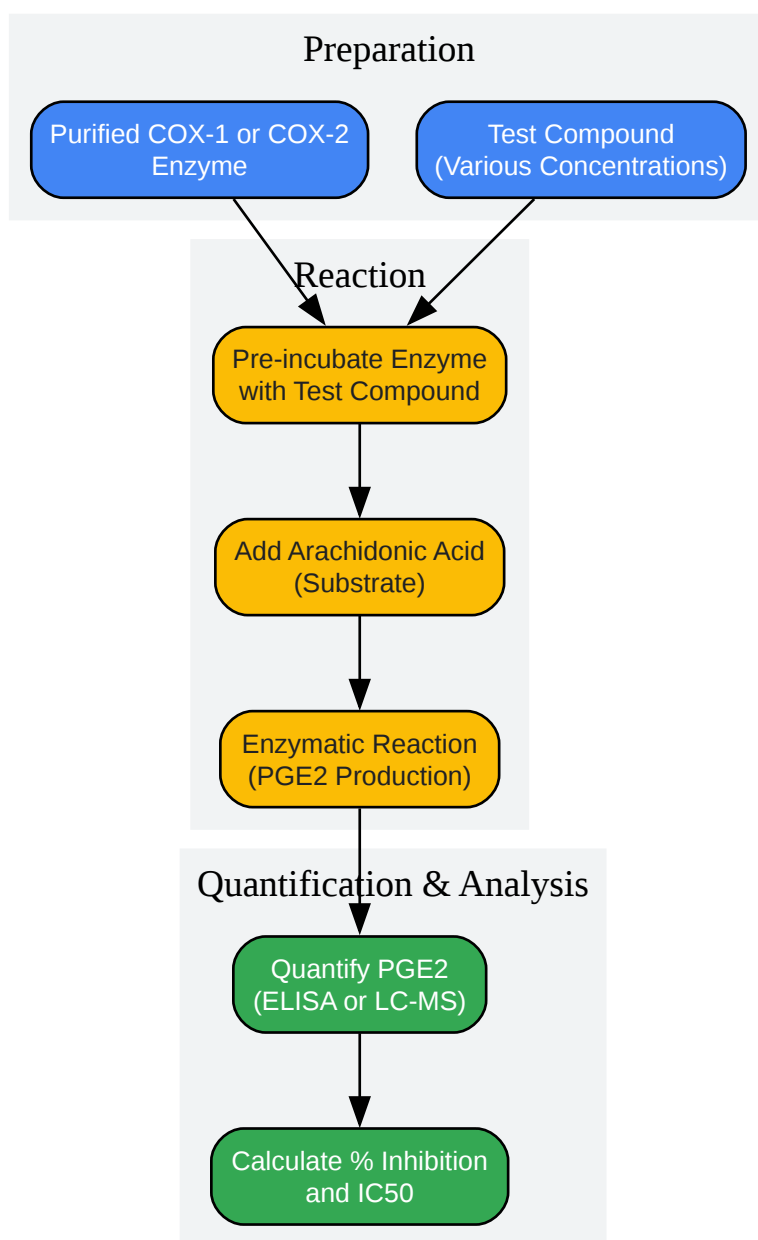 Preparation
Purified COX-1 or COX-2
Enzyme
Test Compound
(Various Concentrations)
Reaction
Pre-incubate Enzyme
with Test Compound
Add Arachidonic Acid
(Substrate)
Enzymatic Reaction
(PGE2 Production)
Quantification & Analysis
Quantify PGE2
(ELISA or LC-MS)
Calculate % Inhibition
and IC50